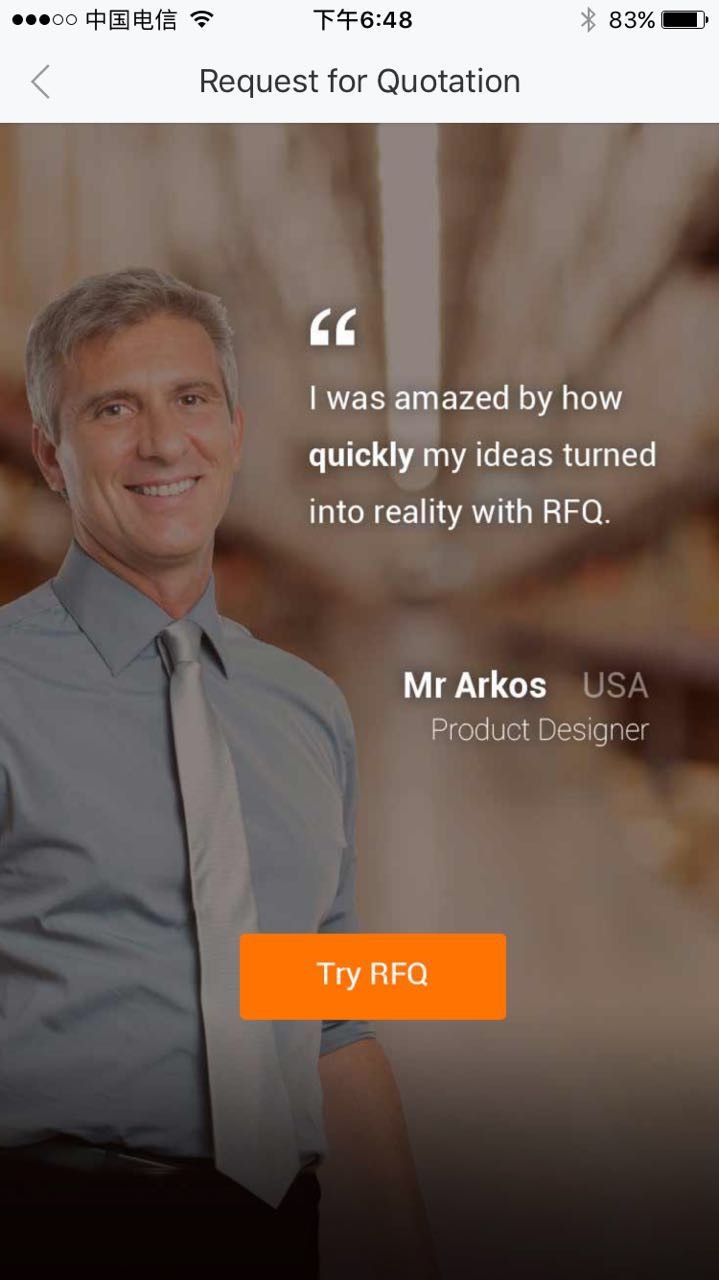 中国电信 下午6:48 83%
Request for Quotation
“
I was amazed by how
quickly my ideas turned
into reality with RFQ.
Mr Arkos USA
Product Designer
Try RFQ